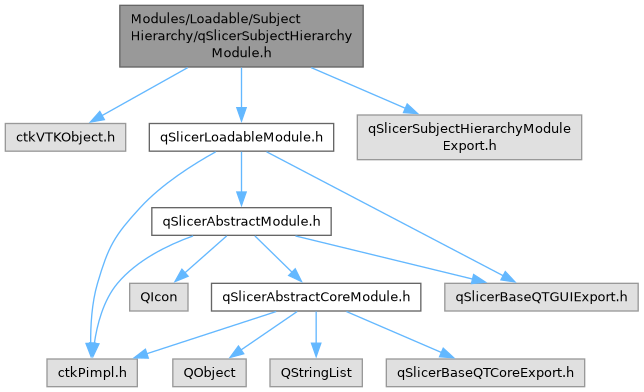 Modules/Loadable/Subject
Hierarchy/qSlicerSubjectHierarchy
Module.h
ctkVTKObject.h
qSlicerLoadableModule.h
qSlicerSubjectHierarchyModule
Export.h
qSlicerAbstractModule.h
QIcon
qSlicerAbstractCoreModule.h
qSlicerBaseQTGUIExport.h
ctkPimpl.h
QObject
QStringList
qSlicerBaseQTCoreExport.h